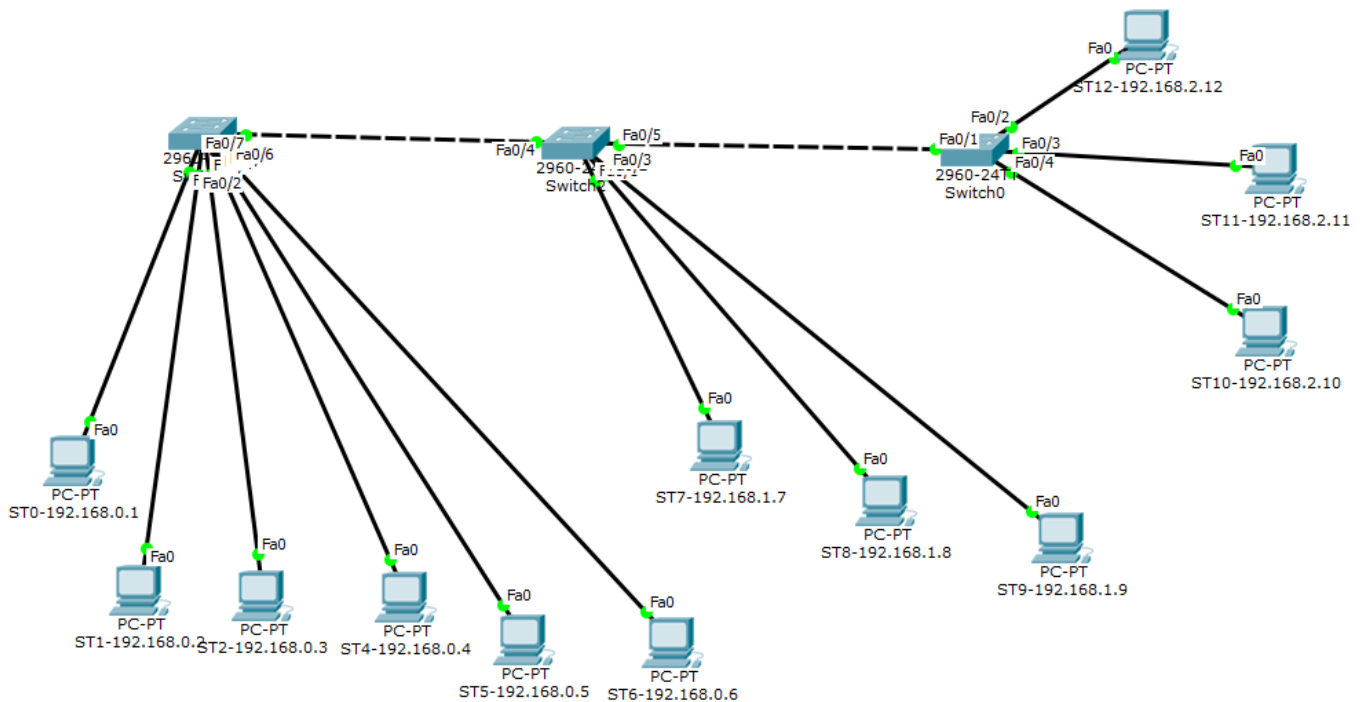 Fa0
PC-PT
ST12-192.168.2.12
Fa0/2
Fa0/1
Fa0/3
Fa0/4
2960-24TT
Switch0
Fa0
PC-PT
ST11-192.168.2.11
Fa0
PC-PT
ST10-192.168.2.10
Fa0/7
Fa0/6
Fa0/2
Fa0/4
Fa0/5
Fa0/3
Switch2
Fa0
PC-PT
ST0-192.168.0.1
Fa0
PC-PT
ST1-192.168.0.2
Fa0
PC-PT
ST2-192.168.0.3
Fa0
PC-PT
ST4-192.168.0.4
Fa0
PC-PT
ST5-192.168.0.5
Fa0
PC-PT
ST6-192.168.0.6
Fa0
PC-PT
ST7-192.168.1.7
Fa0
PC-PT
ST8-192.168.1.8
Fa0
PC-PT
ST9-192.168.1.9